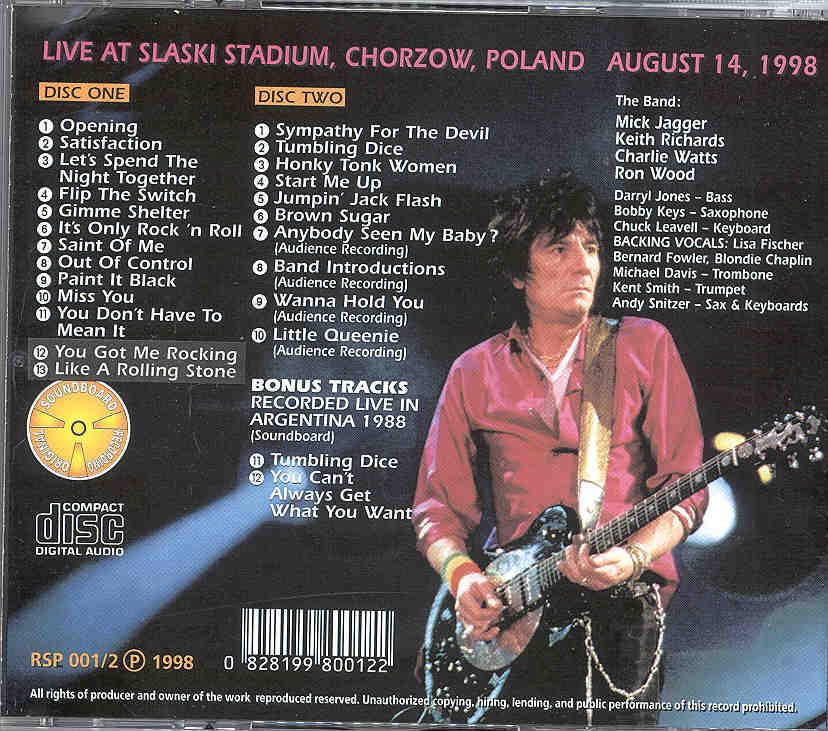 LIVE AT SLASKI STADIUM, CHORZOW, POLAND AUGUST 14, 1998
DISC ONE
1 Opening
2 Satisfaction
3 Let's Spend The
Night Together
4 Flip The Switch
5 Gimme Shelter
6 It's Only Rock 'n Roll
7 Saint Of Me
8 Out Of Control
9 Paint It Black
10 Miss You
11 You Don't Have To
Mean It
12 You Got Me Rocking
13 Like A Rolling Stone
SOUNDBOARD
ORIGINAL
RECORDING
COMPACT
disc
DIGITAL AUDIO
DISC TWO
1 Sympathy For The Devil
2 Tumbling Dice
3 Honky Tonk Women
4 Start Me Up
5 Jumpin' Jack Flash
6 Brown Sugar
7 Anybody Seen My Baby?
(Audience Recording)
8 Band Introductions
(Audience Recording)
9 Wanna Hold You
(Audience Recording)
10 Little Queenie
(Audience Recording)
BONUS TRACKS
RECORDED LIVE IN
ARGENTINA 1988
(Soundboard)
11 Tumbling Dice
12 You Can't
Always Get
What You Want
The Band:
Mick Jagger
Keith Richards
Charlie Watts
Ron Wood
Darryl Jones – Bass
Bobby Keys – Saxophone
Chuck Leavell – Keyboard
BACKING VOCALS: Lisa Fischer
Bernard Fowler, Blondie Chaplin
Michael Davis – Trombone
Kent Smith – Trumpet
Andy Snitzer – Sax & Keyboards
RSP 001/2 Ⓟ 1998
0 828199 800122
All rights of producer and owner of the work reproduced reserved. Unauthorized copying, hiring, lending, and public performance of this record prohibited.